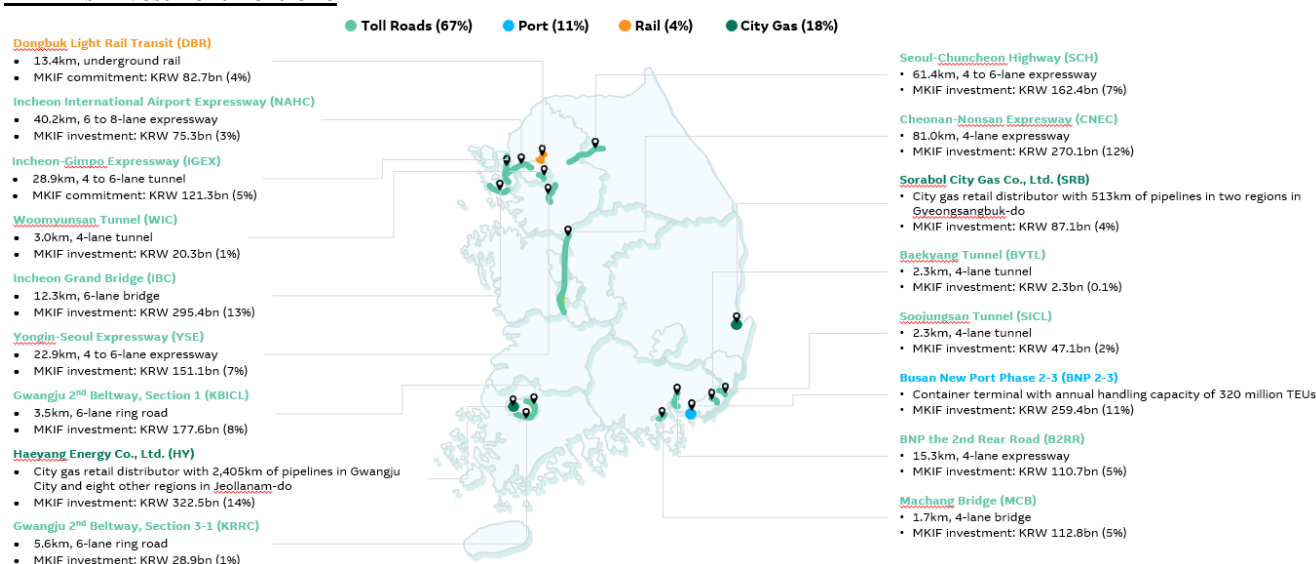 Toll Roads (67%)
Port (11%)
Rail (4%)
City Gas (18%)
Dongbuk Light Rail Transit (DBR)
• 13.4km, underground rail
• MKIF commitment: KRW 82.7bn (4%)
Incheon International Airport Expressway (NAHC)
• 40.2km, 6 to 8-lane expressway
• MKIF investment: KRW 75.3bn (3%)
Incheon-Gimpo Expressway (IGEX)
• 28.9km, 4 to 6-lane tunnel
• MKIF commitment: KRW 121.3bn (5%)
Woomyunsan Tunnel (WIC)
• 3.0km, 4-lane tunnel
• MKIF investment: KRW 20.3bn (1%)
Incheon Grand Bridge (IBC)
• 12.3km, 6-lane bridge
• MKIF investment: KRW 295.4bn (13%)
Yongin-Seoul Expressway (YSE)
• 22.9km, 4 to 6-lane expressway
• MKIF investment: KRW 151.1bn (7%)
Gwangju 2nd Beltway, Section 1 (KBICL)
• 3.5km, 6-lane ring road
• MKIF investment: KRW 177.6bn (8%)
Haeyang Energy Co., Ltd. (HY)
• City gas retail distributor with 2,405km of pipelines in Gwangju
City and eight other regions in Jeollanam-do
• MKIF investment: KRW 322.5bn (14%)
Gwangju 2nd Beltway, Section 3-1 (KRRC)
• 5.6km, 6-lane ring road
• MKIF investment: KRW 28.9bn (1%)
Seoul-Chuncheon Highway (SCH)
• 61.4km, 4 to 6-lane expressway
• MKIF investment: KRW 162.4bn (7%)
Cheonan-Nonsan Expresway (CNEC)
• 81.0km, 4-lane expressway
• MKIF investment: KRW 270.1bn (12%)
Sorabol City Gas Co., Ltd. (SRB)
• City gas retail distributor with 513km of pipelines in two regions in
Gyeongsangbuk-do
• MKIF investment: KRW 87.1bn (4%)
Baekyang Tunnel (BYTL)
• 2.3km, 4-lane tunnel
• MKIF investment: KRW 2.3bn (0.1%)
Soojungsan Tunnel (SICL)
• 2.3km, 4-lane tunnel
• MKIF investment: KRW 47.1bn (2%)
Busan New Port Phase 2-3 (BNP 2-3)
• Container terminal with annual handling capacity of 320 million TEUs
• MKIF investment: KRW 259.4bn (11%)
BNP the 2nd Rear Road (B2RR)
• 15.3km, 4-lane expressway
• MKIF investment: KRW 110.7bn (5%)
Machang Bridge (MCB)
• 1.7km, 4-lane bridge
• MKIF investment: KRW 112.8bn (5%)